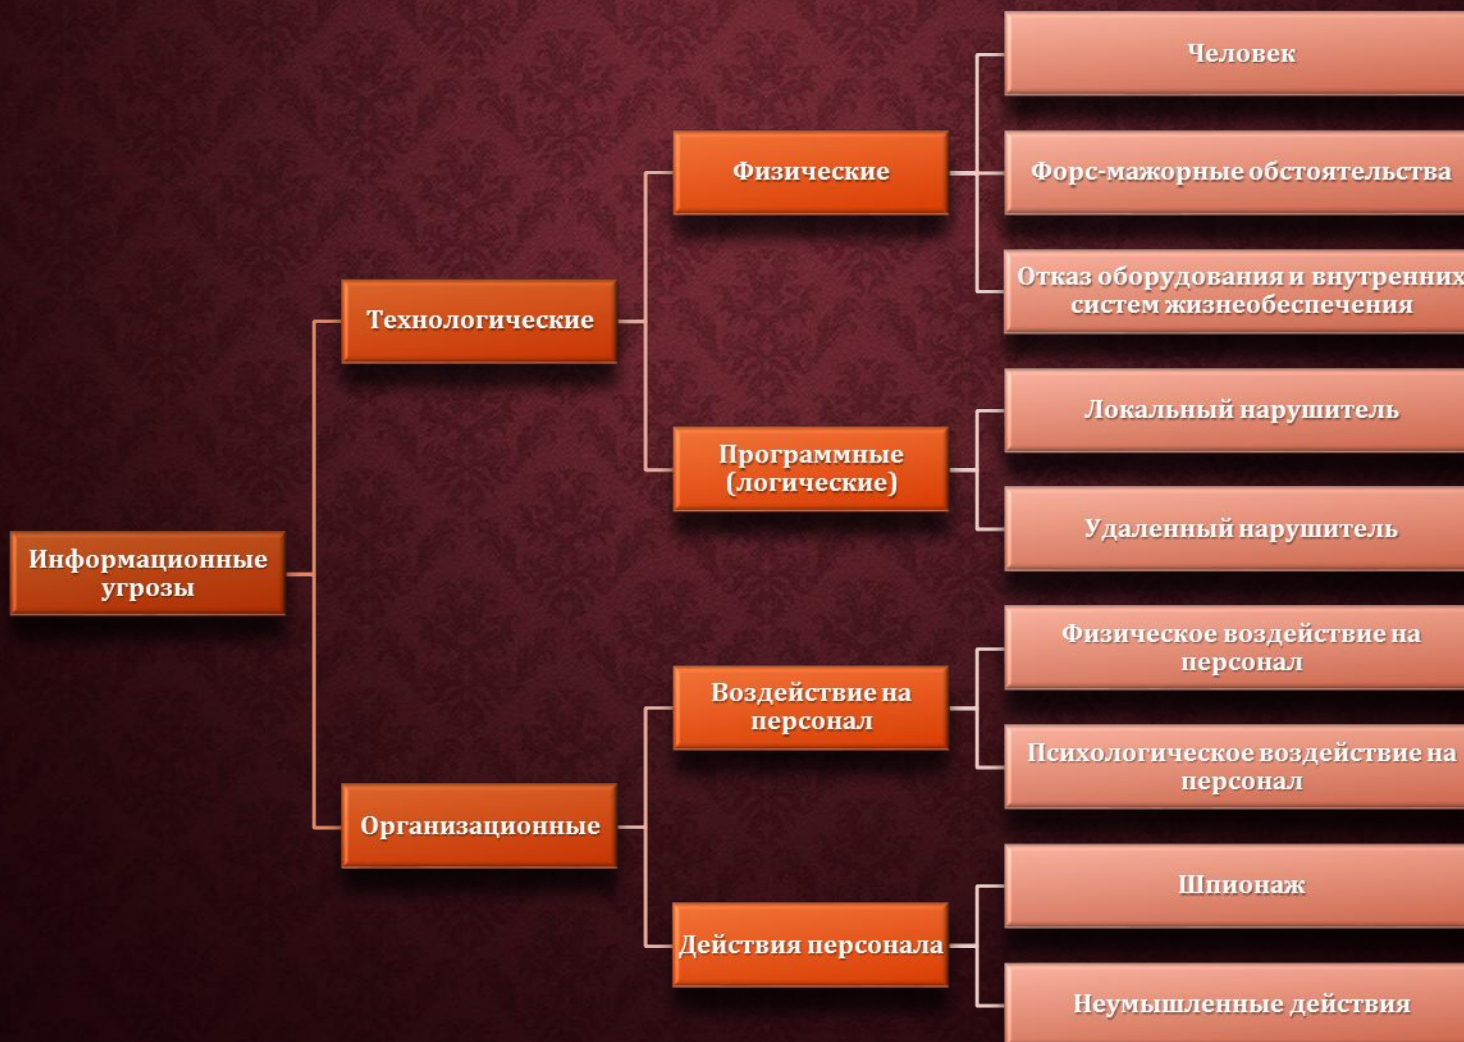 Человек
Физические
Форс-мажорные обстоятельства
Отказ оборудования и внутренних
систем жизнеобеспечения
Технологические
Локальный нарушитель
Программные
(логические)
Удаленный нарушитель
Информационные
угрозы
Физическое воздействие на
персонал
Воздействие на
персонал
Психологическое воздействие на
персонал
Организационные
Шпионаж
Действия персонала
Неумышленные действия